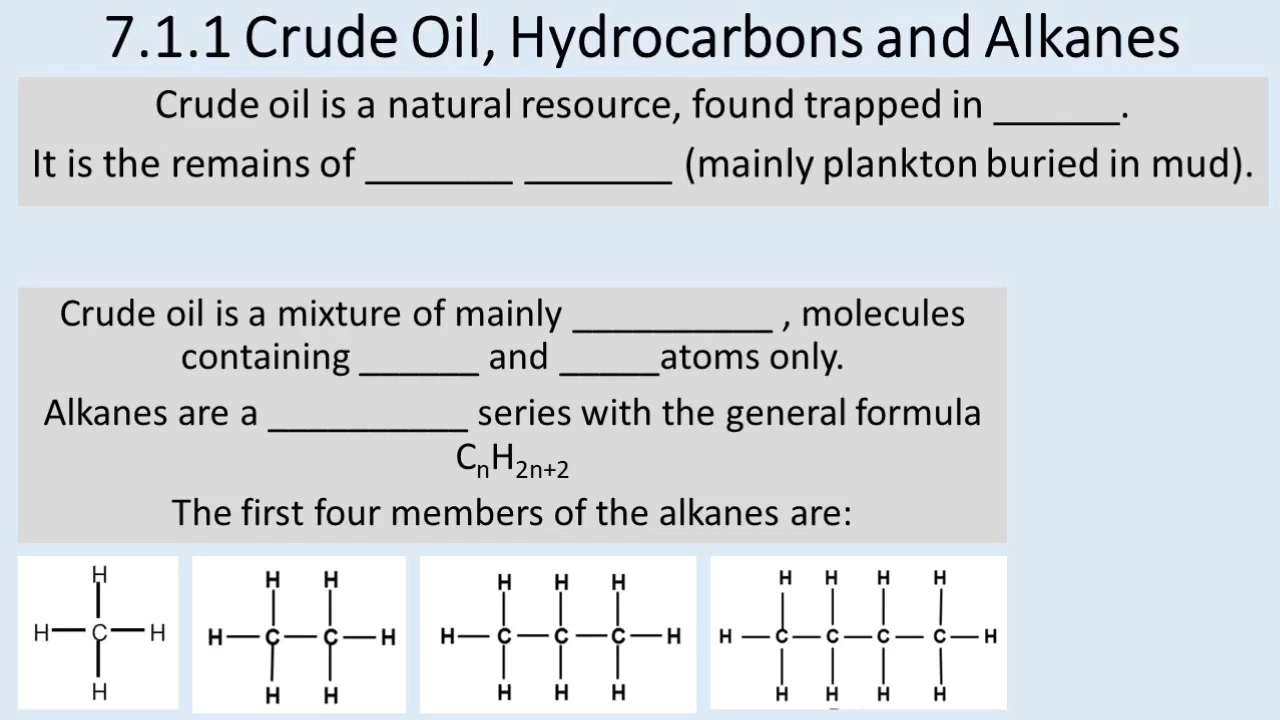 7.1.1 Crude Oil, Hydrocarbons and Alkanes
Crude oil is a natural resource, found trapped in ______.
It is the remains of _______ _______ (mainly plankton buried in mud).
Crude oil is a mixture of mainly __________ , molecules
containing ______ and _____atoms only.
Alkanes are a __________ series with the general formula
CₙH₂ₙ₊₂
The first four members of the alkanes are:
H
H C H
H
H H
H C C H
H H
H H H
H C C C H
H H H
H H H H
H C C C C H
H H H H